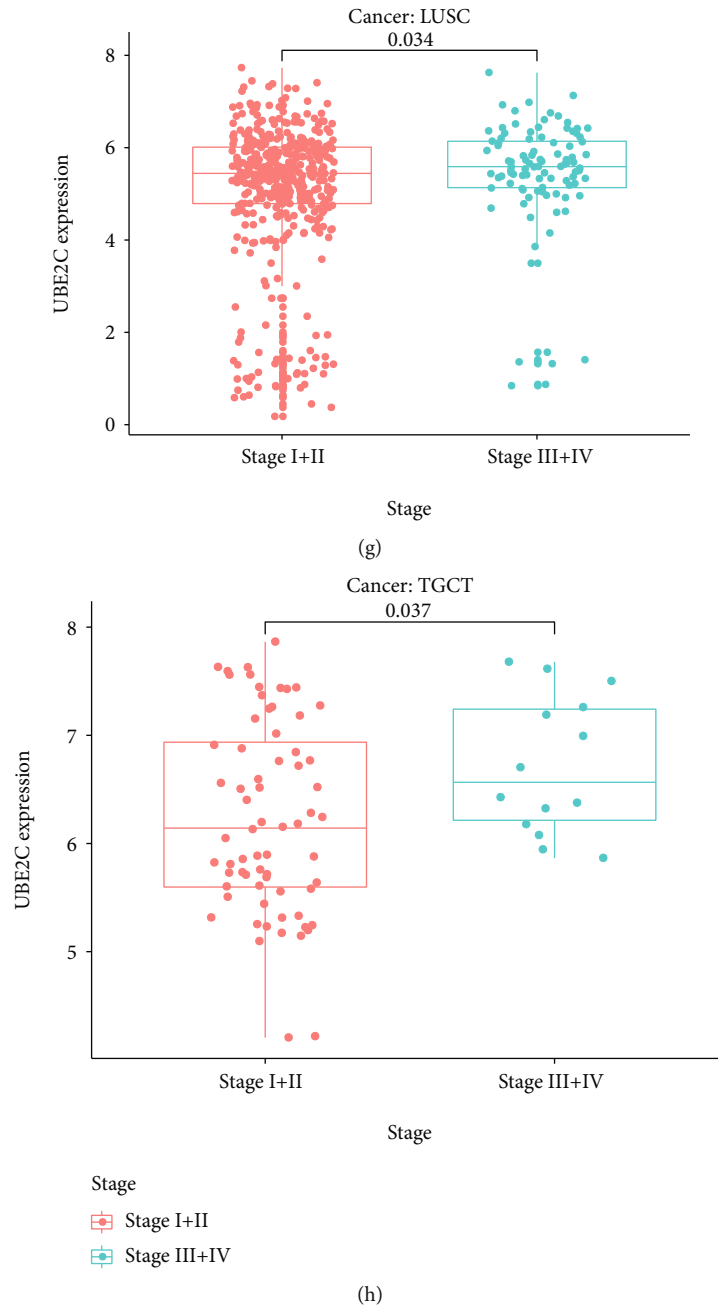 Cancer: LUSC
0.034
8
6
4
2
0
UBE2C expression
Stage I+II
Stage III+IV
Stage
(g)
Cancer: TGCT
0.037
8
7
6
5
UBE2C expression
Stage I+II
Stage III+IV
Stage
Stage
Stage I+II
Stage III+IV
(h)